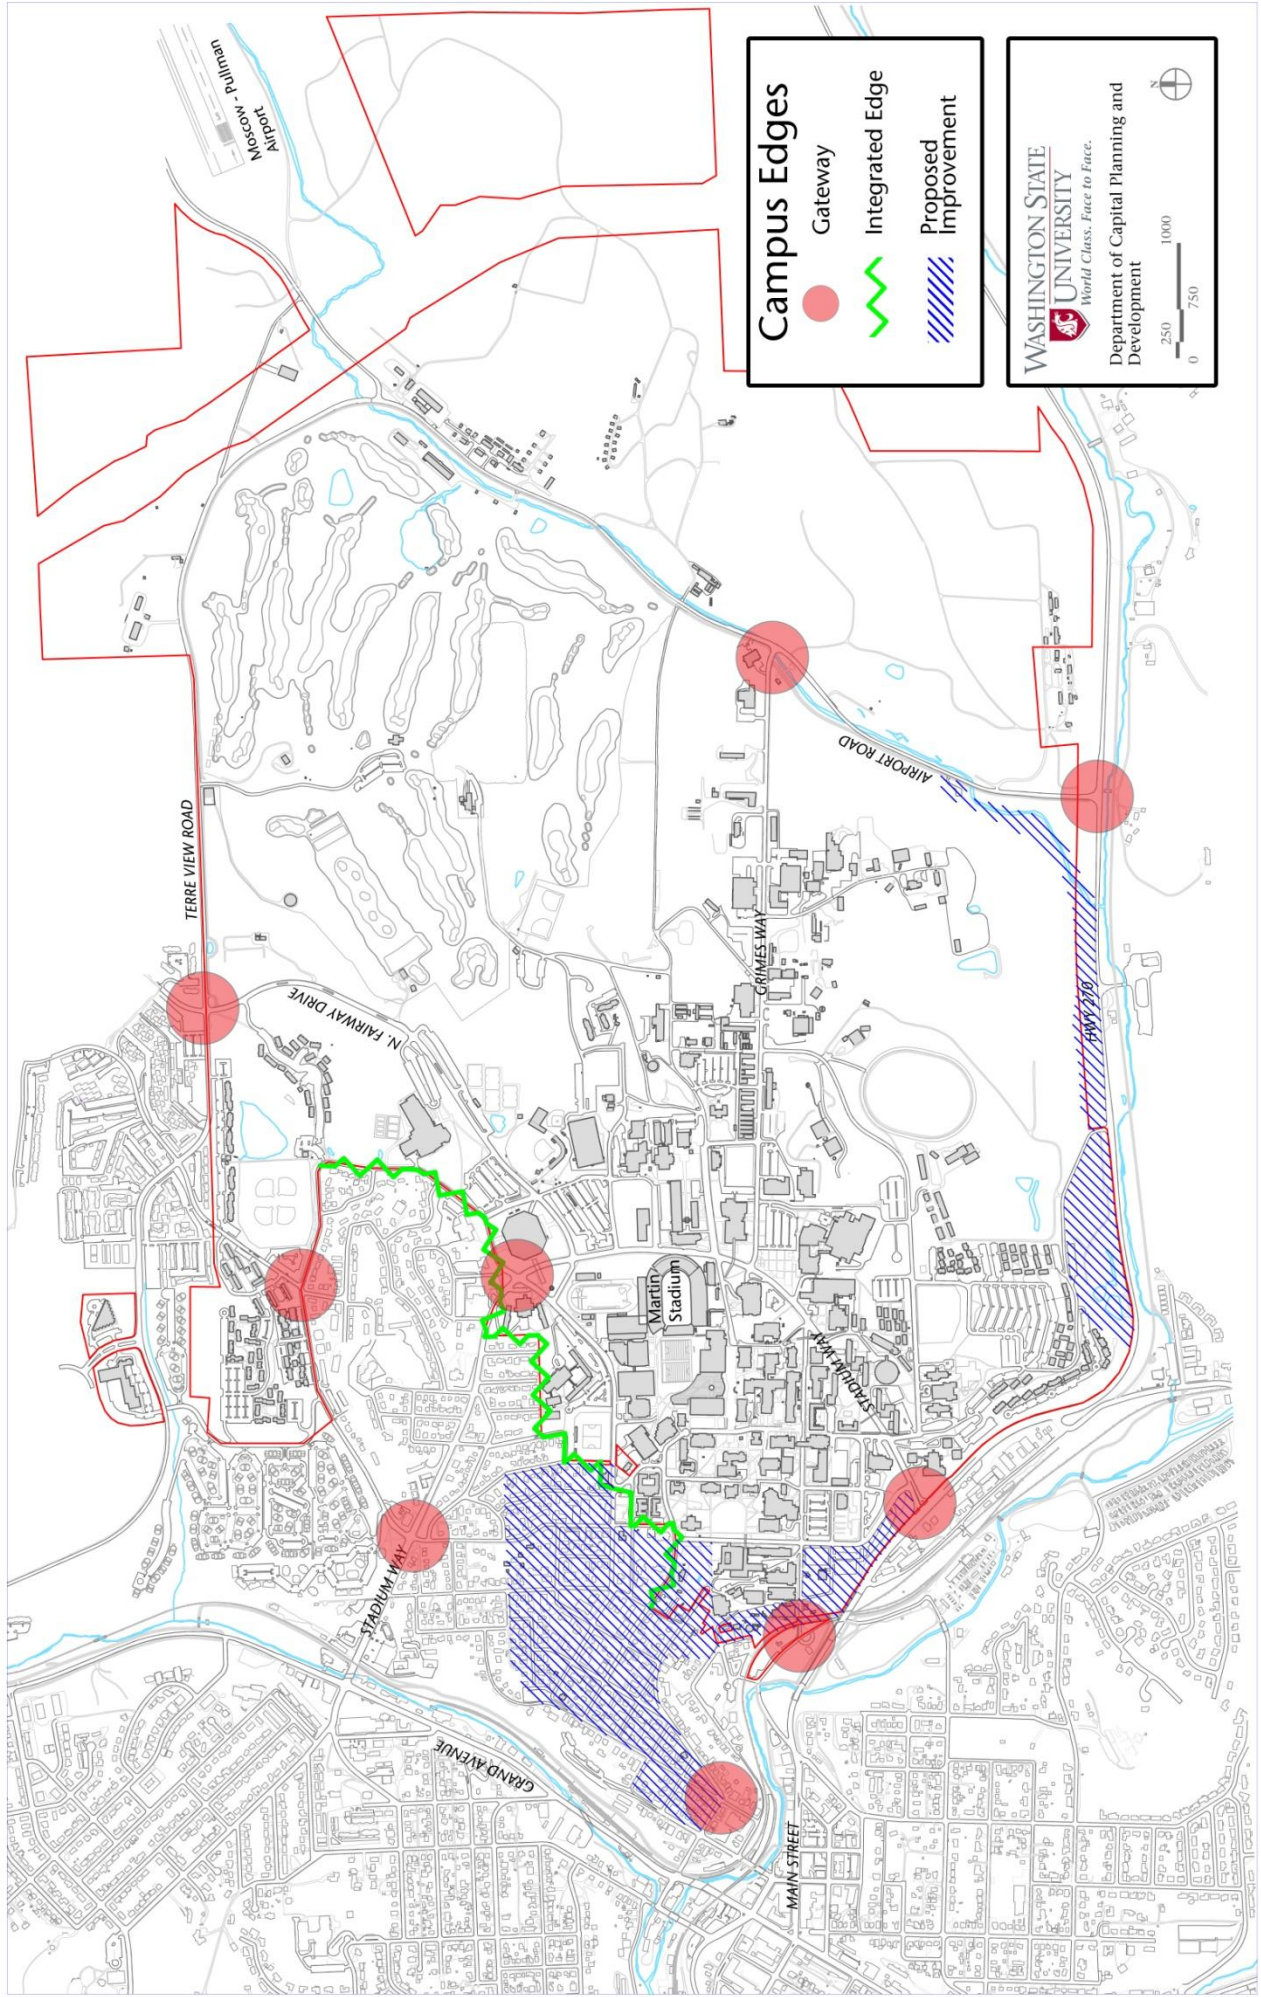 Moscow - Pullman
Airport
TERRE VIEW ROAD
N. FAIRWAY DRIVE
AIRPORT ROAD
GRIMES WAY
HWY 270
Martin
Stadium
STADIUM WAY
STADIUM WAY
GRAND AVENUE
MAIN STREET
Campus Edges
Gateway
Integrated Edge
Proposed
Improvement
WASHINGTON STATE
UNIVERSITY
World Class. Face to Face.
Department of Capital Planning and
Development
N
250
1000
0
750